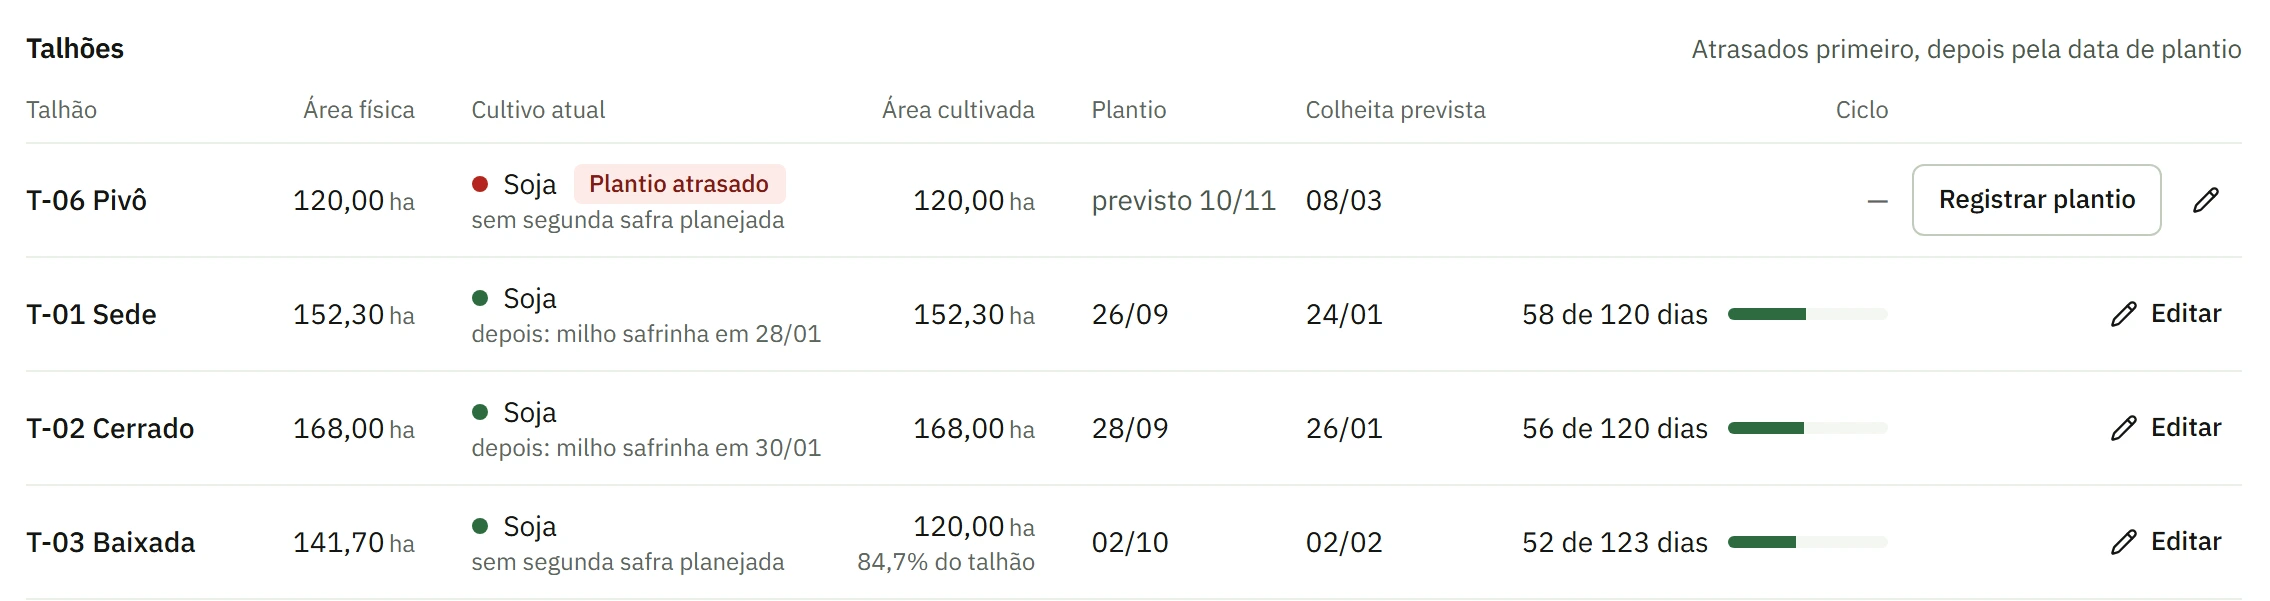 Talhões
Atrasados primeiro, depois pela data de plantio
Talhão Área física Cultivo atual Área cultivada Plantio Colheita prevista Ciclo
T-06 Pivô 120,00 ha Soja Plantio atrasado 120,00 ha previsto 10/11 08/03 – Registrar plantio
sem segunda safra planejada
T-01 Sede 152,30 ha Soja 152,30 ha 26/09 24/01 58 de 120 dias Editar
depois: milho safrinha em 28/01
T-02 Cerrado 168,00 ha Soja 168,00 ha 28/09 26/01 56 de 120 dias Editar
depois: milho safrinha em 30/01
T-03 Baixada 141,70 ha Soja 120,00 ha 02/10 02/02 52 de 123 dias Editar
sem segunda safra planejada 84,7% do talhão